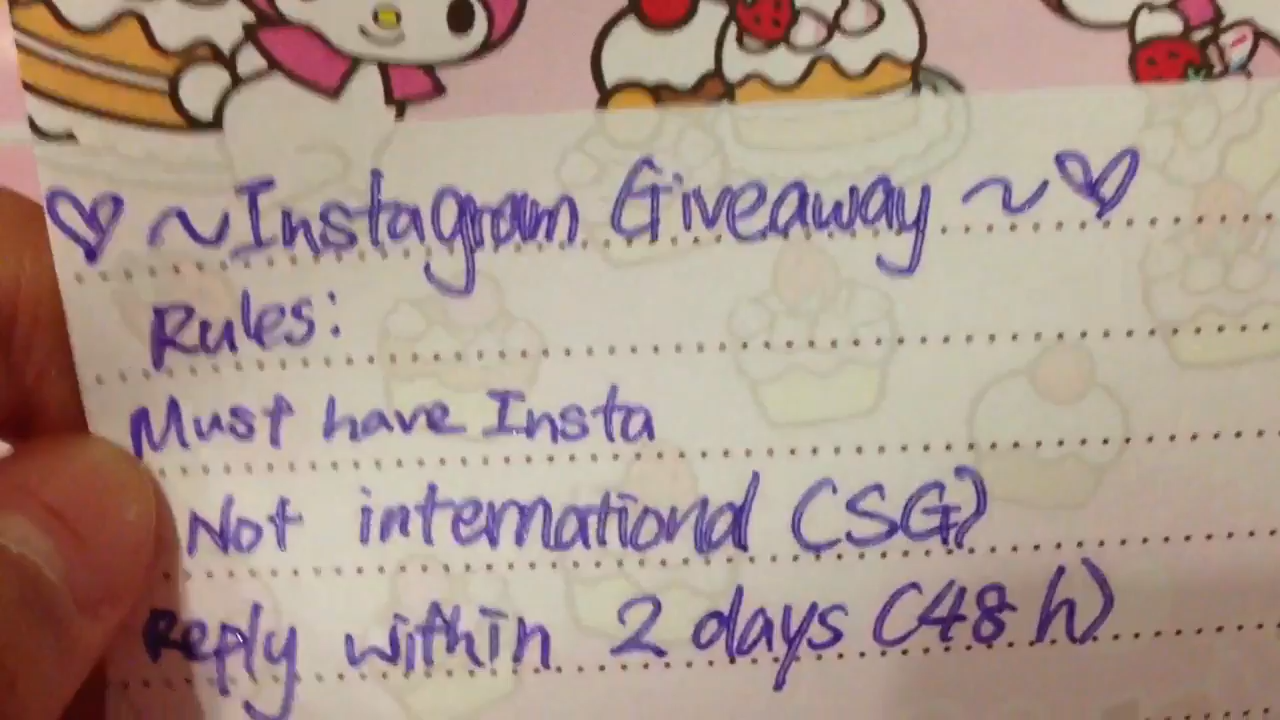 ♡ ~Instagram Giveaway ~♡
Rules:
Must have Insta
Not international (SG)
Reply within 2 days (48 h)